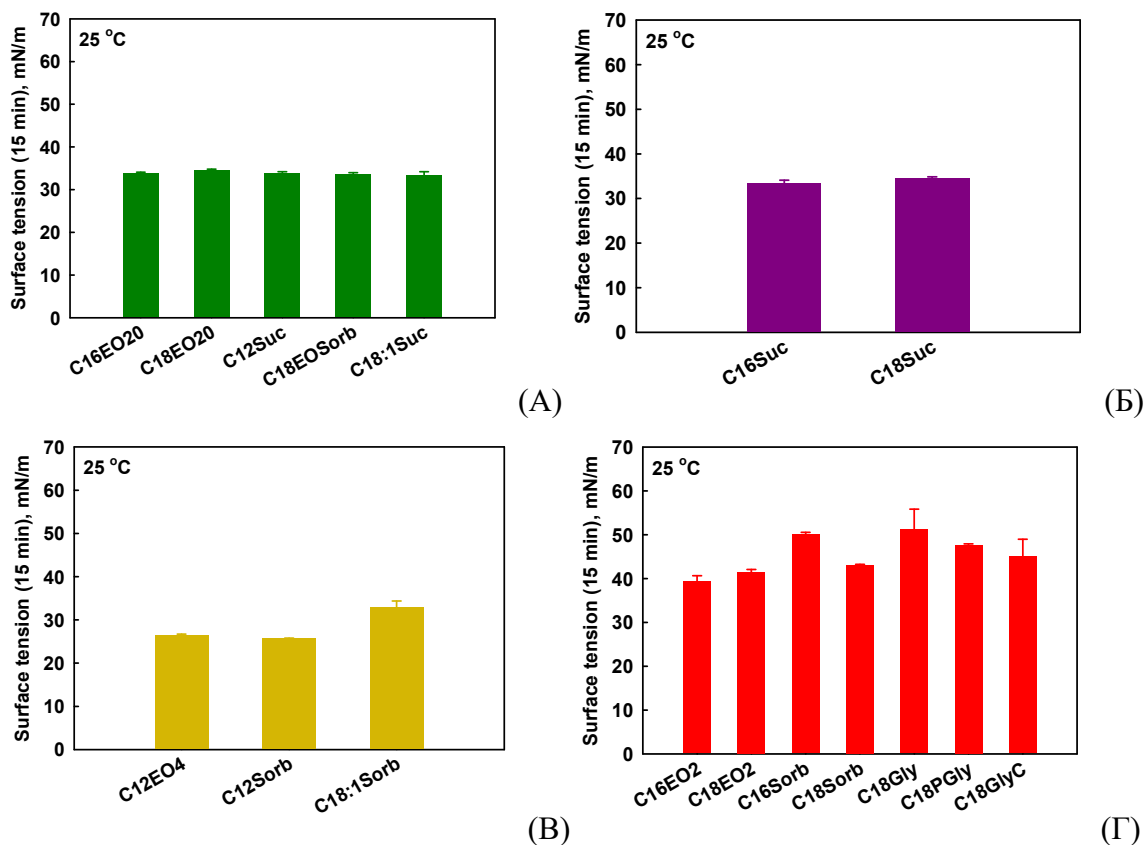 Surface tension (15 min), mN/m
25 °C
70
60
50
40
30
20
10
0
C16EO20
C18EO20
C12Suc
C18EOSorb
C18:1Suc
(А)
Surface tension (15 min), mN/m
25 °C
70
60
50
40
30
20
10
0
C16Suc
C18Suc
(Б)
Surface tension (15 min), mN/m
25 °C
70
60
50
40
30
20
10
0
C12EO4
C12Sorb
C18:1Sorb
(В)
Surface tension (15 min), mN/m
25 °C
70
60
50
40
30
20
10
0
C16EO2
C18EO2
C16Sorb
C18Sorb
C18Gly
C18PGly
C18GlyC
(Г)